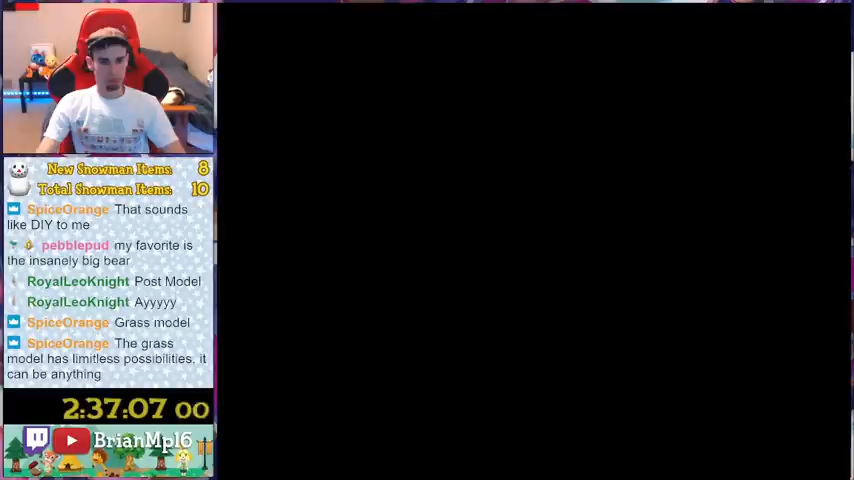 New Snowman Items: 8
Total Snowman Items: 10
SpiceOrange That sounds
like DIY to me
pebblepud my favorite is
the insanely big bear
RoyalLeoKnight Post Model
RoyalLeoKnight Ayyyyy
SpiceOrange Grass model
SpiceOrange The grass
model has limitless possibilities, it
can be anything
2:37:07 00
BrianMp16